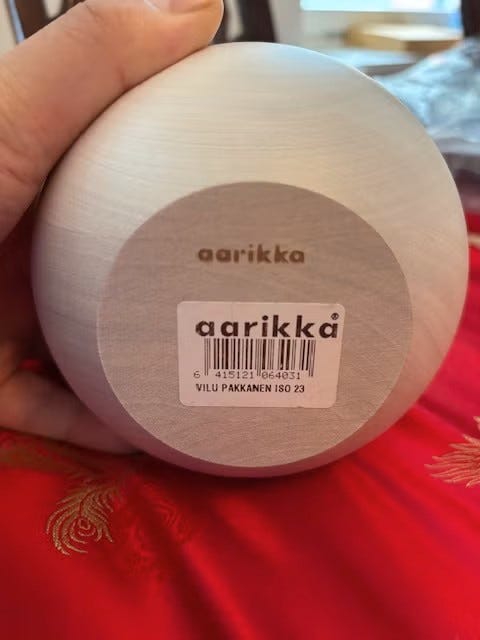 aarikka
aarikka®
6 415121 064031
VILU PAKKANEN ISO 23